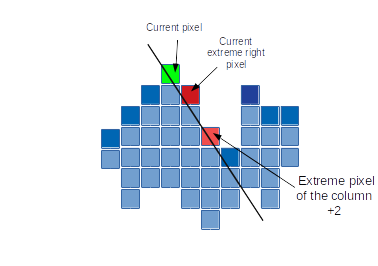 Current pixel
Current
extreme right
pixel
Extreme pixel
of the column
+2